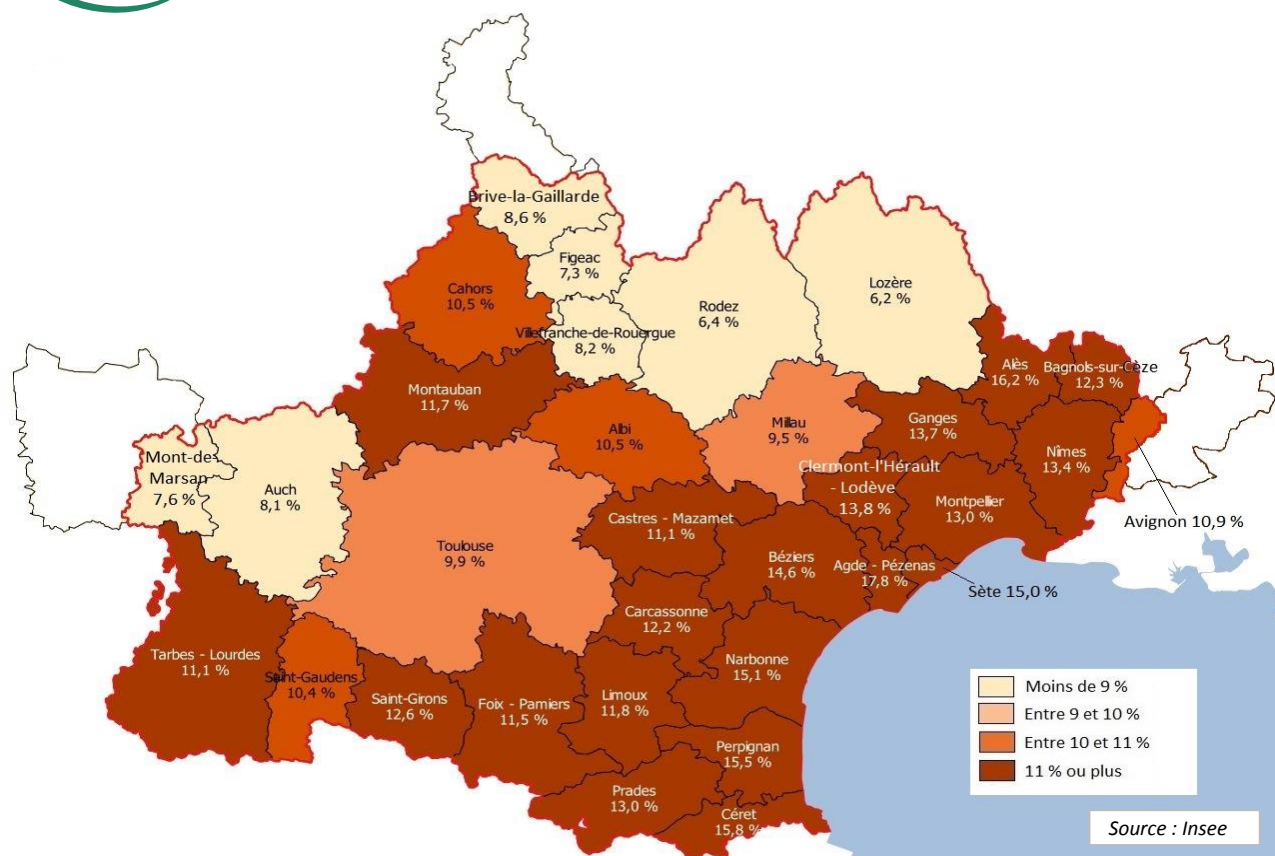 Brive-la-Gaillarde
8,6 %
Figeac
7,3 %
Cahors
10,5 %
Rodez
6,4 %
Lozère
6,2 %
Villefranche-de-Rouergue
8,2 %
Montauban
11,7 %
Alès
16,2 %
Bagnols-sur-Cèze
12,3 %
Albi
10,5 %
Millau
9,5 %
Ganges
13,7 %
Nîmes
13,4 %
Mont-de-
Marsan
7,6 %
Auch
8,1 %
Clermont-l'Hérault
- Lodève
13,8 %
Montpellier
13,0 %
Avignon 10,9 %
Toulouse
9,9 %
Castres - Mazamet
11,1 %
Béziers
14,6 %
Agde - Pézenas
17,8 %
Sète 15,0 %
Carcassonne
12,2 %
Tarbes - Lourdes
11,1 %
Saint-Gaudens
10,4 %
Saint-Girons
12,6 %
Foix - Pamiers
11,5 %
Limoux
11,8 %
Narbonne
15,1 %
Perpignan
15,5 %
Prades
13,0 %
Céret
15,8 %
Moins de 9 %
Entre 9 et 10 %
Entre 10 et 11 %
11 % ou plus
Source : Insee